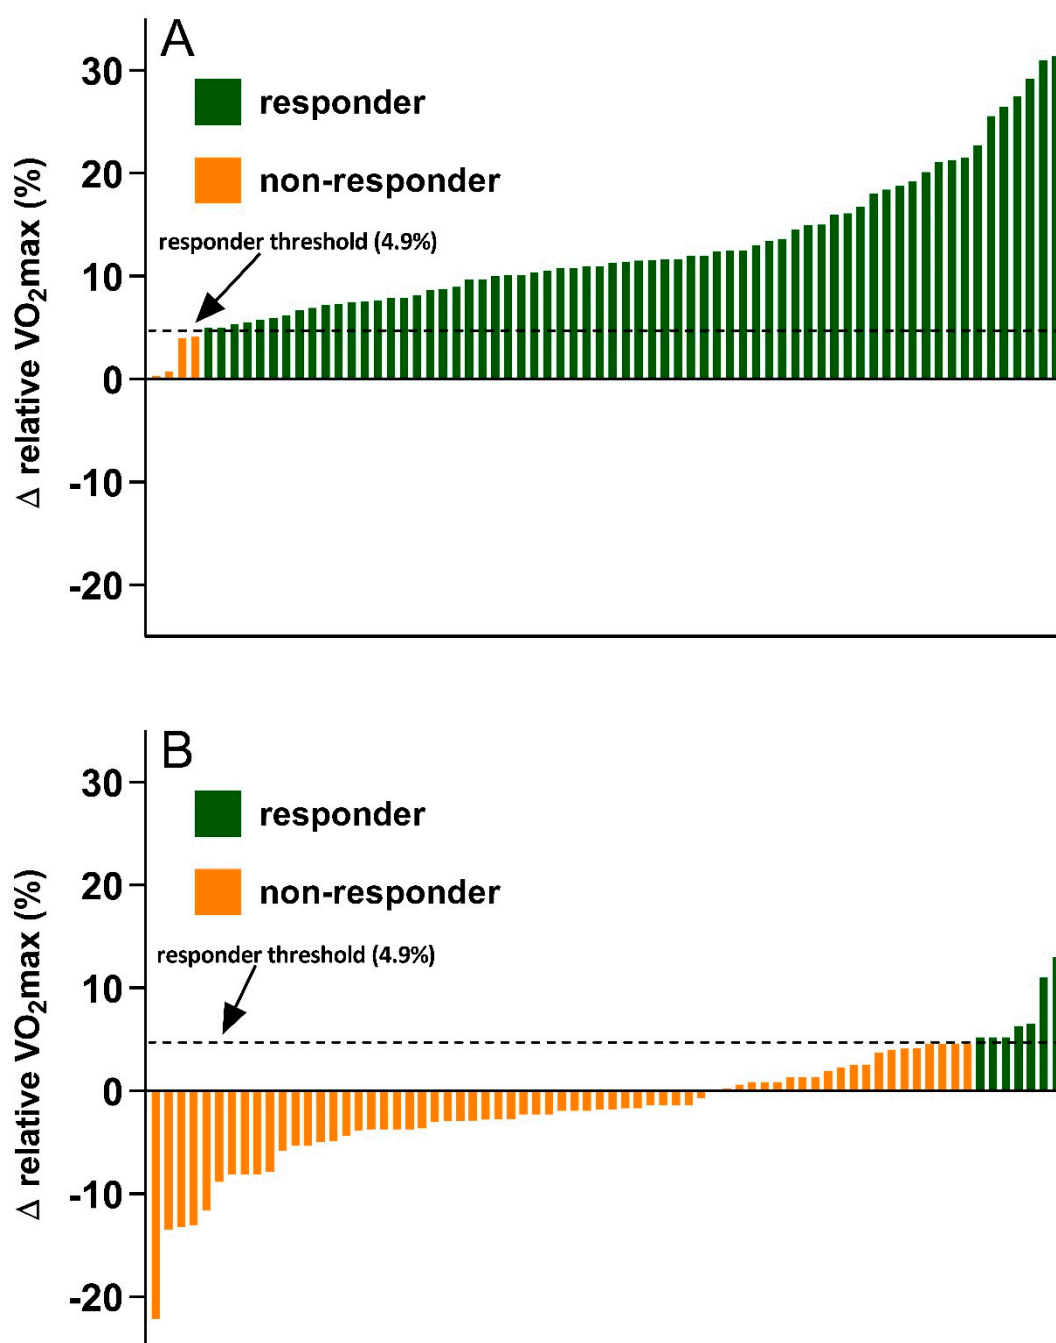 A
30
responder
20
non-responder
responder threshold (4.9%)
10
0
-10
-20
Δ relative VO₂max (%)
B
30
responder
20
non-responder
responder threshold (4.9%)
10
0
-10
-20
Δ relative VO₂max (%)